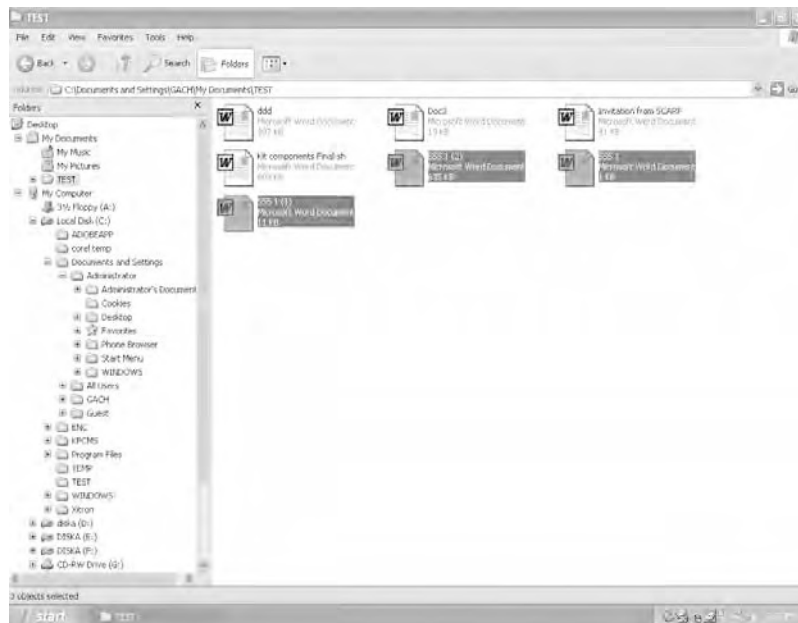 TEST
File Edit View Favorites Tools Help
Back Search Folders
C:\Documents and Settings\GACH\My Documents\TEST Go
Folders
Desktop
My Documents
My Music
My Pictures
TEST
My Computer
3½ Floppy (A:)
Local Disk (C:)
ADOBEAPP
corel temp
Documents and Settings
Administrator
Administrator's Document
Cookies
Desktop
Favorites
Phone Browser
Start Menu
WINDOWS
All Users
GACH
Guest
ENC
KPCMS
Program Files
TEMP
TEST
WINDOWS
Xitron
diska (D:)
DISKA (E:)
DISKA (F:)
CD-RW Drive (G:)
ddd
Microsoft Word Document
Doc3
Microsoft Word Document
Invitation from SCARF
Microsoft Word Document
Kit components Final sh
Microsoft Word Document
555 1 (2)
Microsoft Word Document
555 1
Microsoft Word Document
555 1 (1)
Microsoft Word Document
11 KB
3 objects selected
start TEST